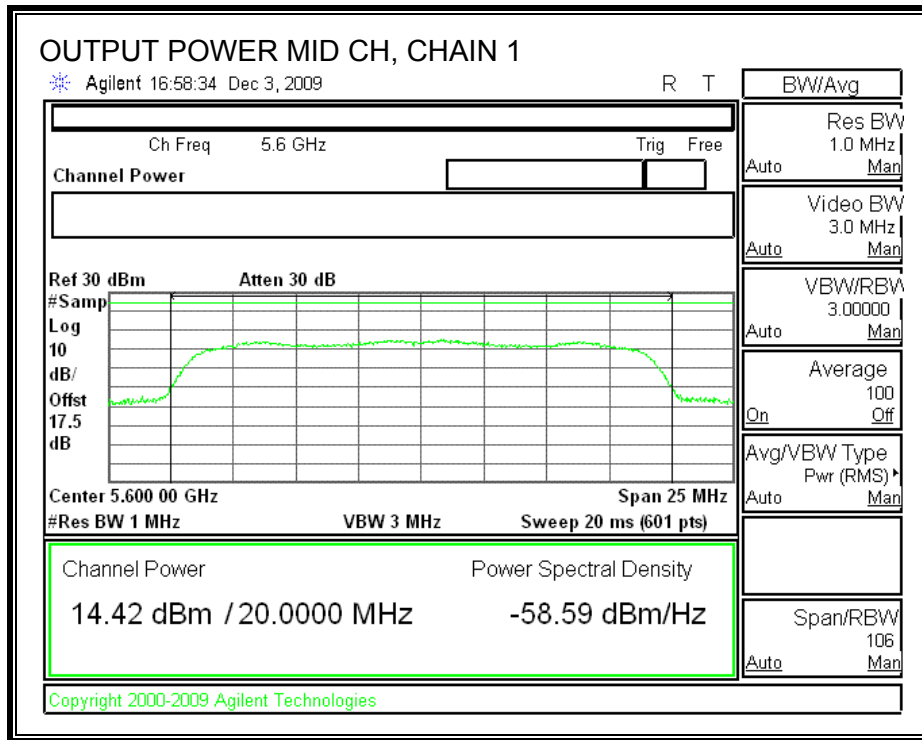 OUTPUT POWER MID CH, CHAIN 1
Agilent 16:58:34 Dec 3, 2009 R T
Ch Freq 5.6 GHz Trig Free
Channel Power
Ref 30 dBm Atten 30 dB
#Samp
Log
10
dB/
Offst
17.5
dB
Center 5.600 00 GHz Span 25 MHz
#Res BW 1 MHz VBW 3 MHz Sweep 20 ms (601 pts)
Channel Power Power Spectral Density
14.42 dBm / 20.0000 MHz -58.59 dBm/Hz
Copyright 2000-2009 Agilent Technologies
BW/Avg
Res BW
1.0 MHz
Auto Man
Video BW
3.0 MHz
Auto Man
VBW/RBW
3.00000
Auto Man
Average
100
On Off
Avg/VBW Type
Pwr (RMS)
Auto Man
Span/RBW
106
Auto Man